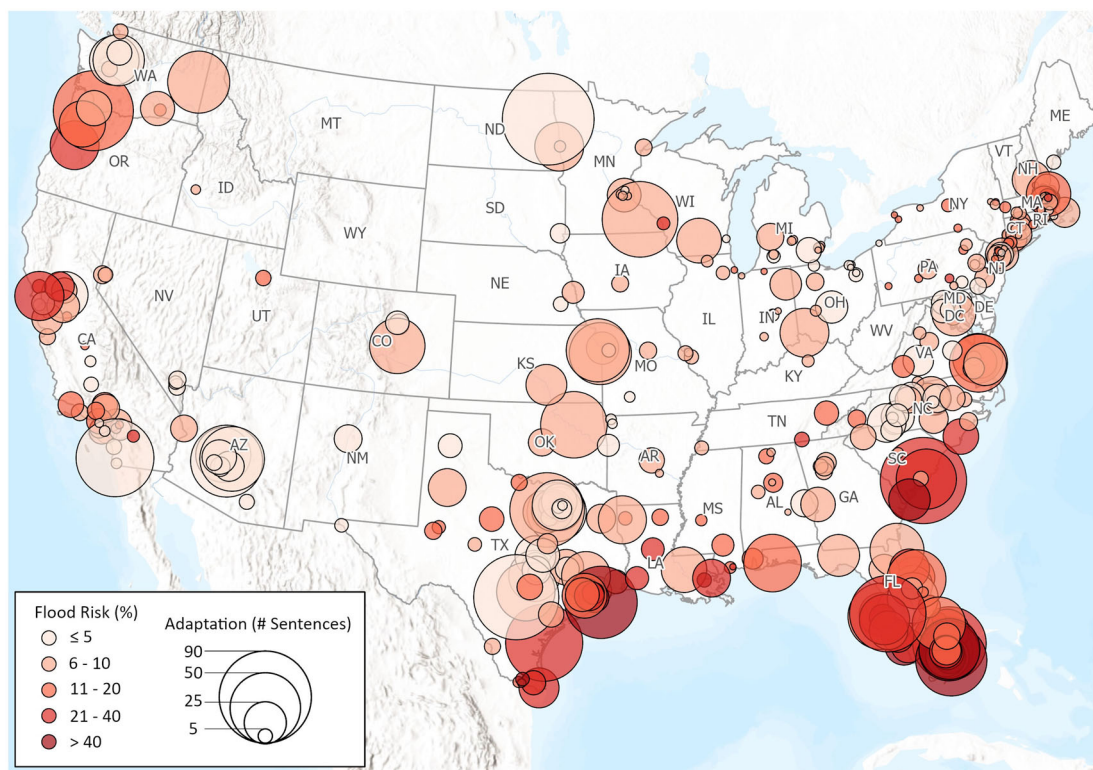 WA
MT
ND
MN
ME
VT
NH
OR
ID
SD
WI
MI
NY
MA
RI
CT
WY
IA
PA
NJ
NV
UT
NE
IL
IN
OH
MD
DE
DC
CA
CO
KS
MO
WV
VA
KY
AZ
NM
OK
AR
TN
NC
SC
TX
LA
MS
AL
GA
FL
Flood Risk (%)
≤ 5
6 - 10
11 - 20
21 - 40
> 40
Adaptation (# Sentences)
90
50
25
5